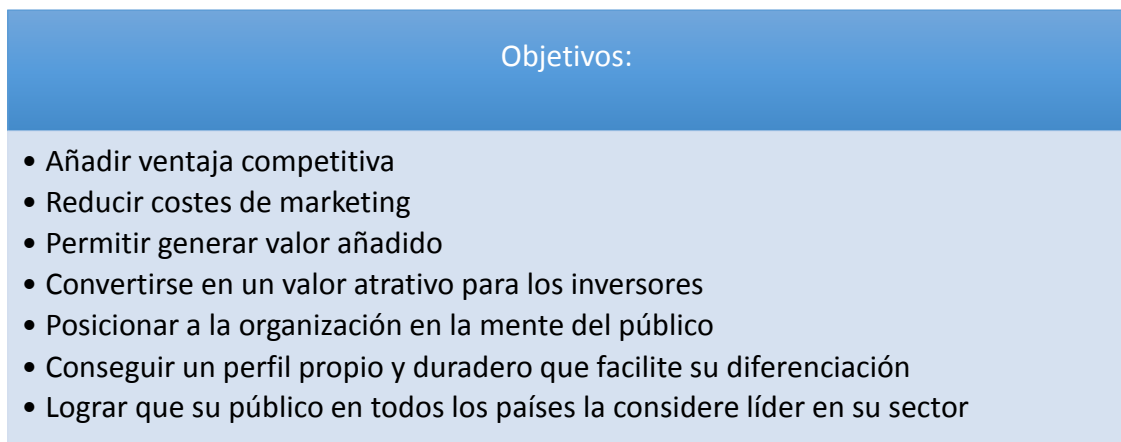 Objetivos:
• Añadir ventaja competitiva
• Reducir costes de marketing
• Permitir generar valor añadido
• Convertirse en un valor atrativo para los inversores
• Posicionar a la organización en la mente del público
• Conseguir un perfil propio y duradero que facilite su diferenciación
• Lograr que su público en todos los países la considere líder en su sector